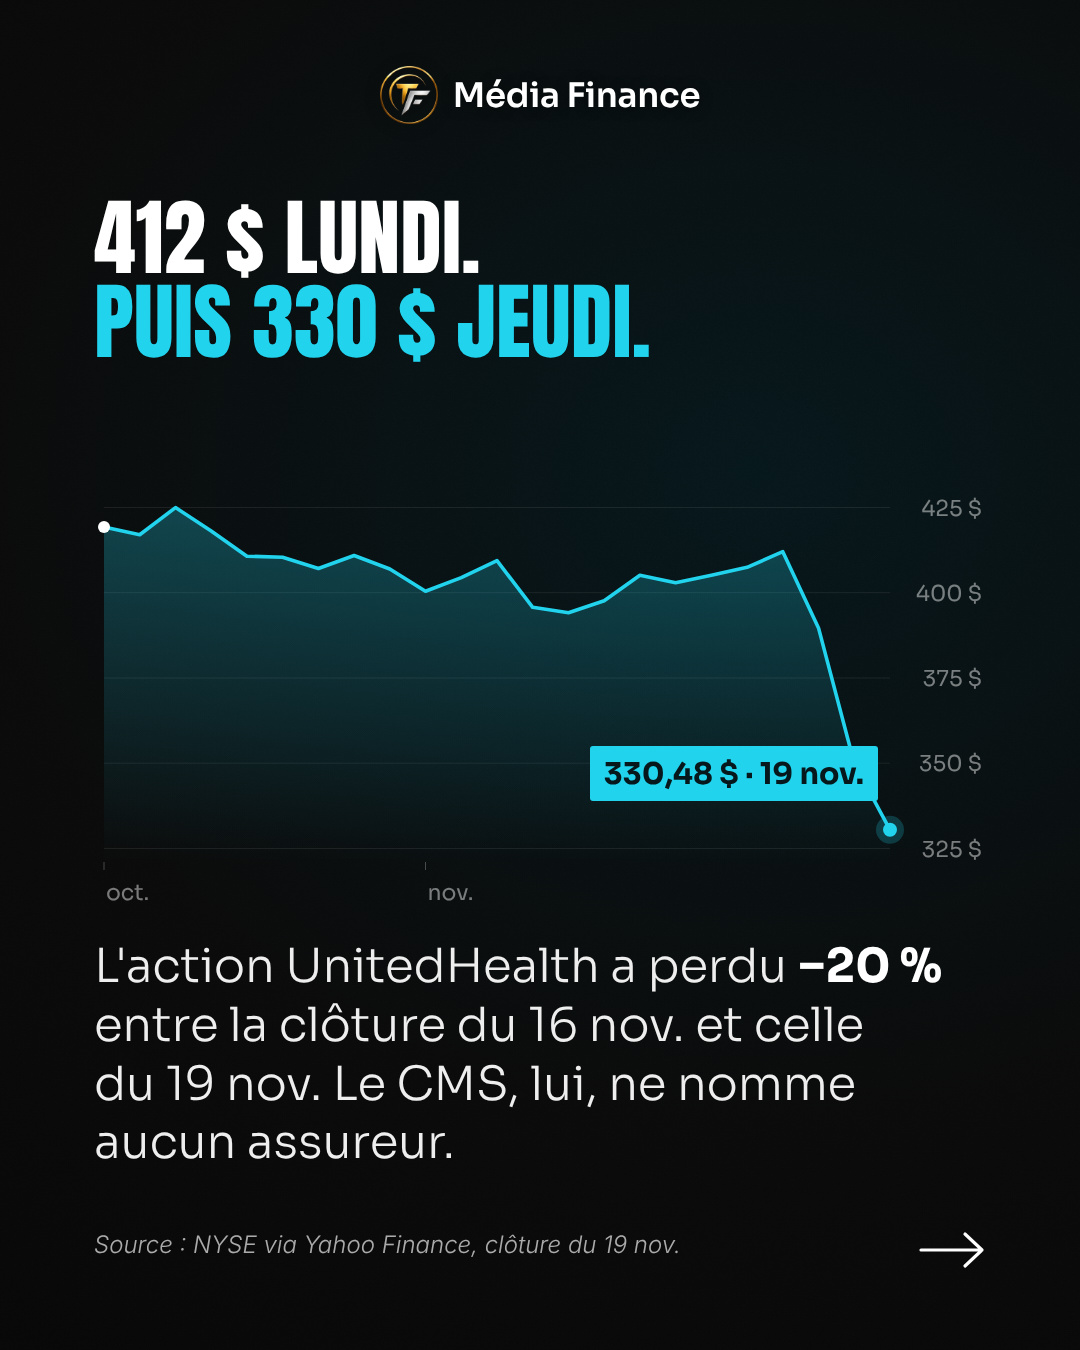 TF Média Finance
412 $ LUNDI.
PUIS 330 $ JEUDI.
425 $
400 $
375 $
350 $
325 $
330,48 $ · 19 nov.
oct.
nov.
L'action UnitedHealth a perdu −20 %
entre la clôture du 16 nov. et celle
du 19 nov. Le CMS, lui, ne nomme
aucun assureur.
Source : NYSE via Yahoo Finance, clôture du 19 nov.